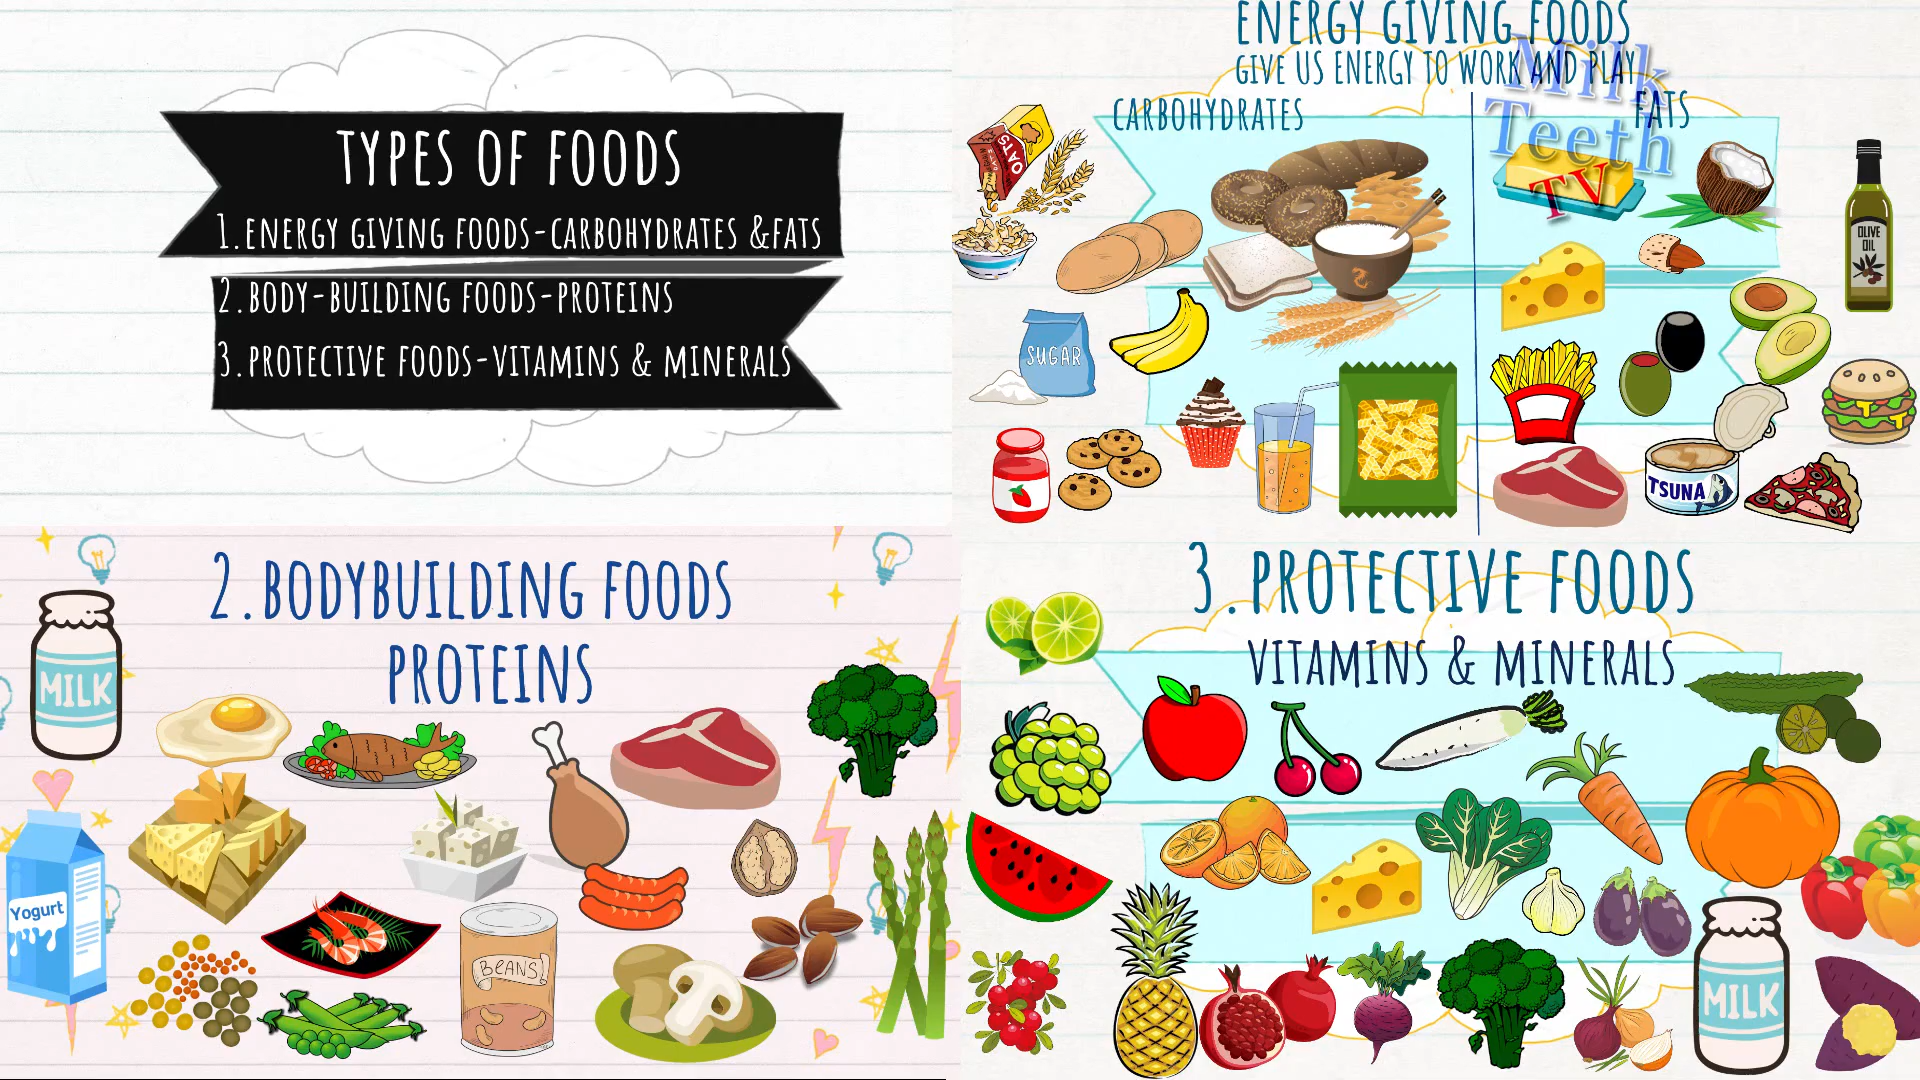 TYPES OF FOODS
1.ENERGY GIVING FOODS-CARBOHYDRATES &FATS
2.BODY-BUILDING FOODS-PROTEINS
3.PROTECTIVE FOODS-VITAMINS & MINERALS
ENERGY GIVING FOODS
GIVE US ENERGY TO WORK AND PLAY
CARBOHYDRATES
FATS
Milk
Teeth
TV
OATS
OLIVE
OIL
SUGAR
TSUNA
2.BODYBUILDING FOODS
PROTEINS
MILK
Yogurt
BEANS!
3.PROTECTIVE FOODS
VITAMINS & MINERALS
MILK